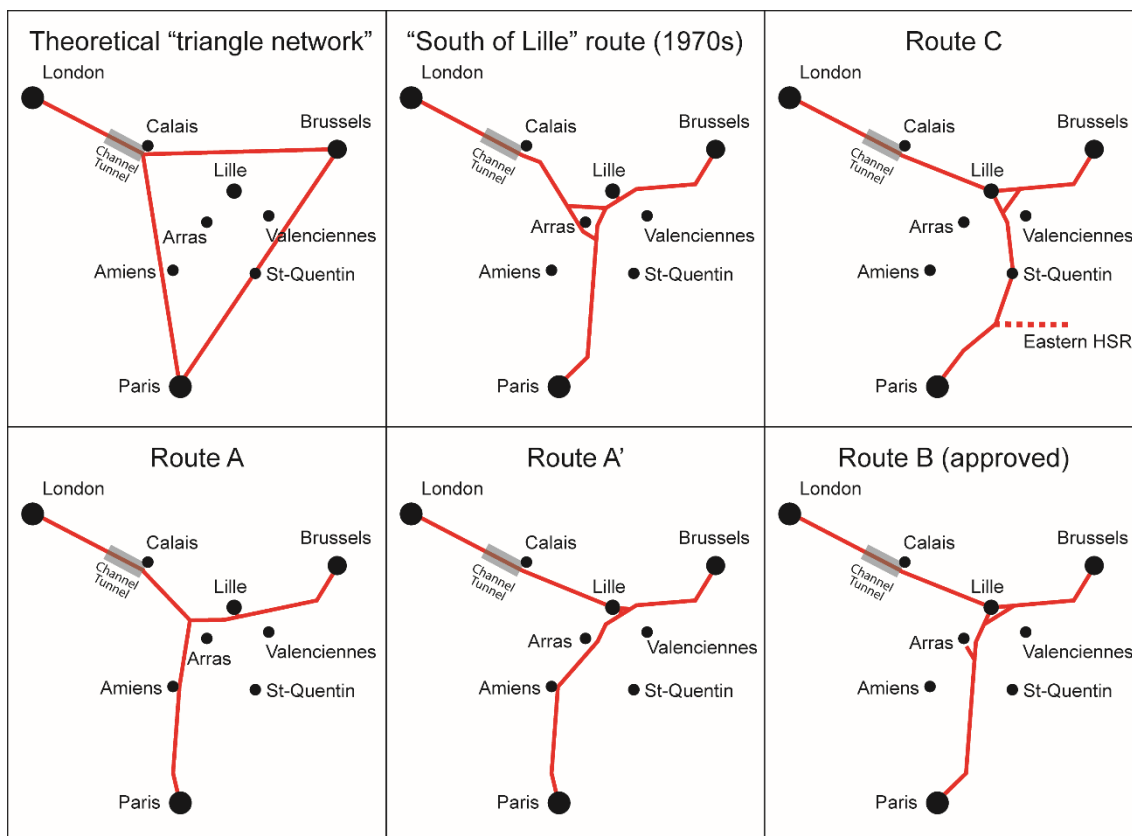 Theoretical “triangle network”
London
Calais
Channel
Tunnel
Brussels
Lille
Arras
Valenciennes
Amiens
St-Quentin
Paris
“South of Lille” route (1970s)
London
Calais
Channel
Tunnel
Brussels
Lille
Arras
Valenciennes
Amiens
St-Quentin
Paris
Route C
London
Calais
Channel
Tunnel
Brussels
Lille
Arras
Valenciennes
Amiens
St-Quentin
Eastern HSR
Paris
Route A
London
Calais
Channel
Tunnel
Brussels
Lille
Arras
Valenciennes
Amiens
St-Quentin
Paris
Route A’
London
Calais
Channel
Tunnel
Brussels
Lille
Arras
Valenciennes
Amiens
St-Quentin
Paris
Route B (approved)
London
Calais
Channel
Tunnel
Brussels
Lille
Arras
Valenciennes
Amiens
St-Quentin
Paris